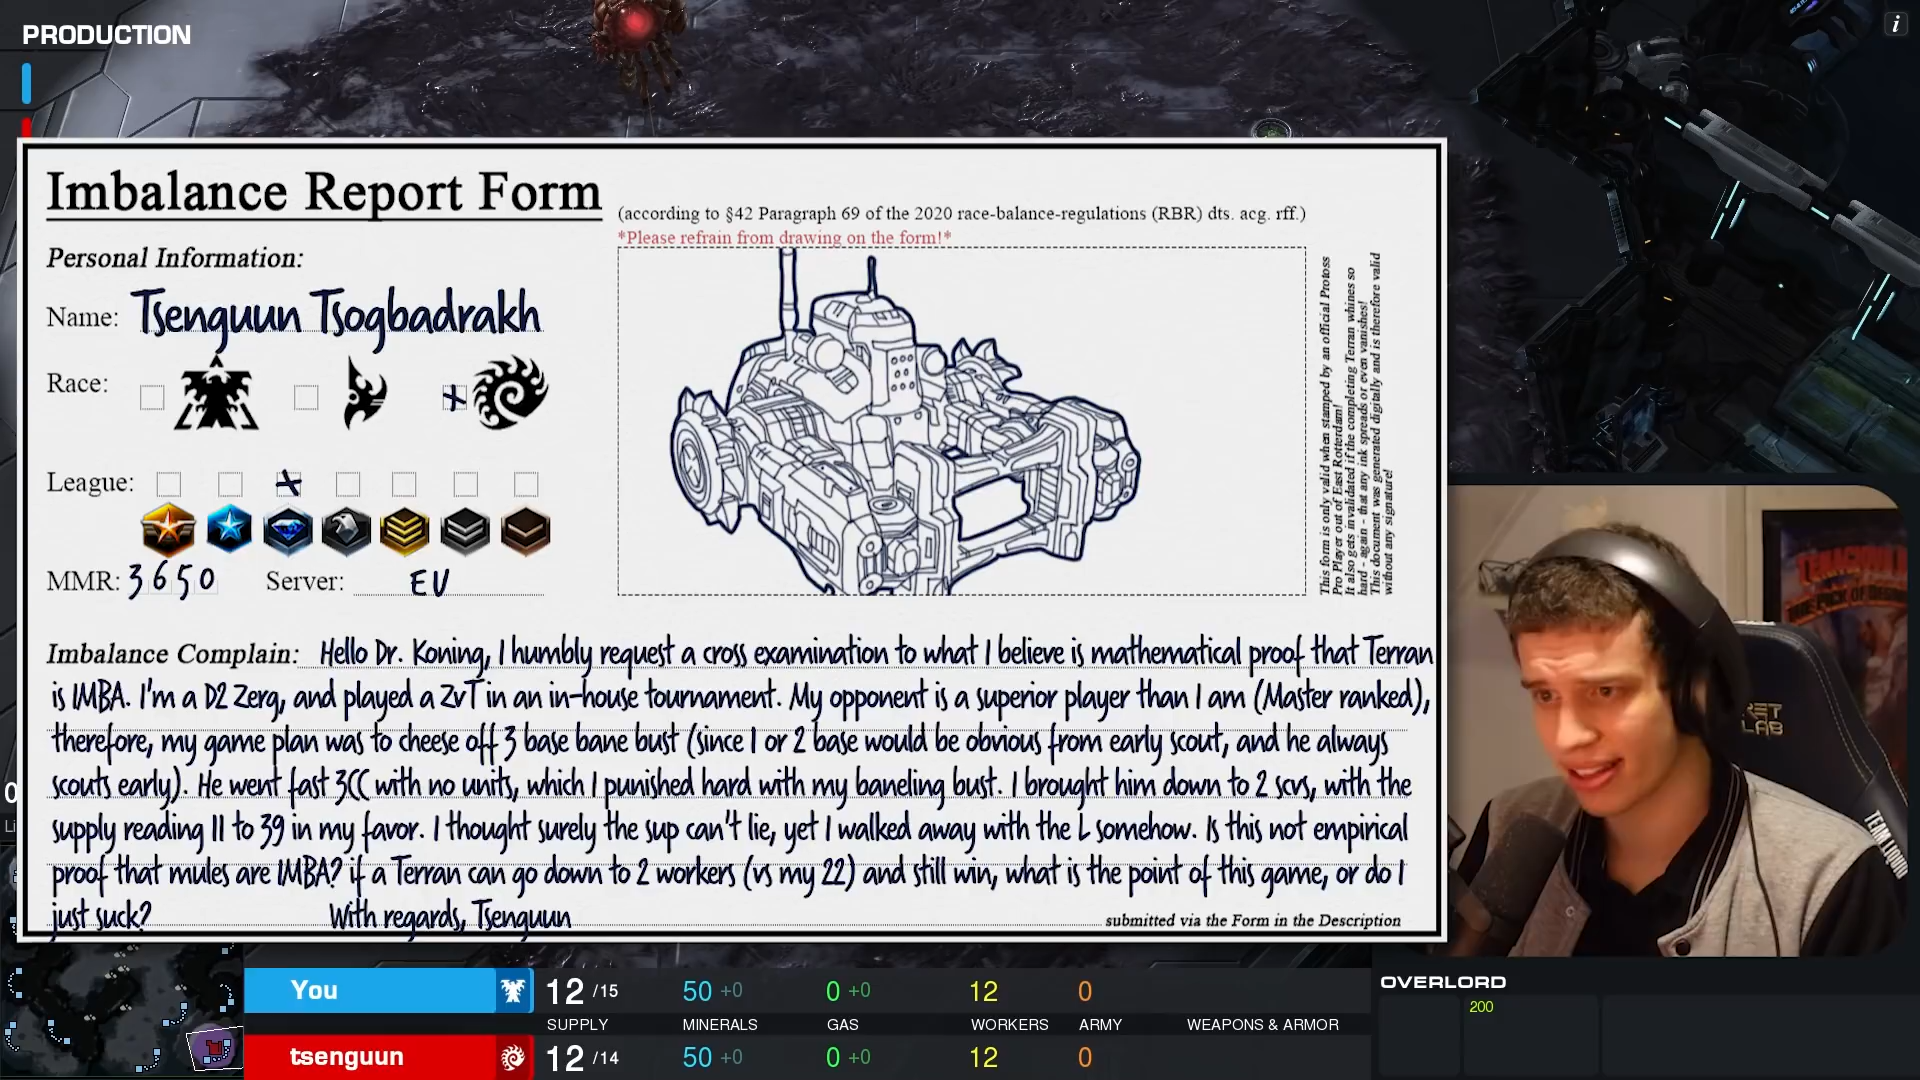 PRODUCTION
i
Imbalance Report Form
(according to §42 Paragraph 69 of the 2020 race-balance-regulations (RBR) dts. acg. rff.)
*Please refrain from drawing on the form!*
Personal Information:
Name: Tsenguun Tsogbadrakh
Race:
League:
MMR: 3650 Server: EU
This form is only valid when stamped by an official Protoss
Pro Player out of East Rotterdam!
It also gets invalidated if the completing Terran whines so
hard - again - that any ink spreads or even vanishes!
This document was generated digitally and is therefore valid
without any signature!
Imbalance Complain: Hello Dr. Koning, I humbly request a cross examination to what I believe is mathematical proof that Terran
is IMBA. I'm a D2 Zerg, and played a ZvT in an in-house tournament. My opponent is a superior player than I am (Master ranked),
therefore, my game plan was to cheese off 3 base bane bust (since 1 or 2 base would be obvious from early scout, and he always
scouts early). He went fast 3CC with no units, which I punished hard with my baneling bust. I brought him down to 2 scvs, with the
supply reading 11 to 39 in my favor. I thought surely the sup can't lie, yet I walked away with the L somehow. Is this not empirical
proof that mules are IMBA? if a Terran can go down to 2 workers (vs my 22) and still win, what is the point of this game, or do I
just suck? With regards, Tsenguun
submitted via the Form in the Description
0
Li
RET
LAB
TEAM LIQUID
You 12 /15 50 +0 0 +0 12 0
SUPPLY MINERALS GAS WORKERS ARMY WEAPONS & ARMOR
tsenguun 12 /14 50 +0 0 +0 12 0
OVERLORD
200